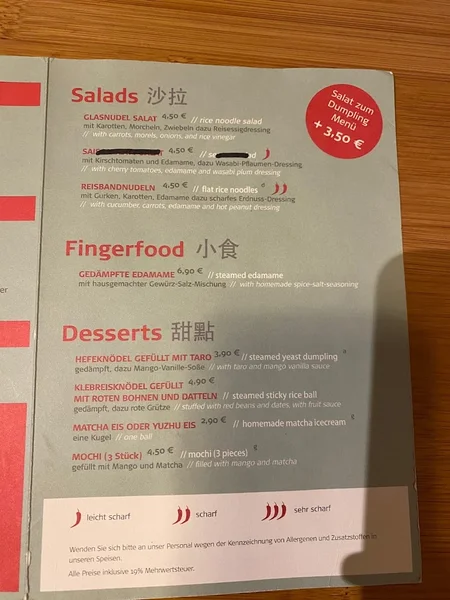 Salads 沙拉
Salat zum
Dumpling
Menü
+ 3,50 €
GLASNUDEL SALAT 4,50 € // rice noodle salad
mit Karotten, Morcheln, Zwiebeln dazu Reisessigdressing
// with carrots, morels, onions, and rice vinegar
4,50 €
mit Kirschtomaten und Edamame, dazu Wasabi-Pflaumen-Dressing
// with cherry tomatoes, edamame and wasabi plum dressing
REISBANDNUDELN 4,50 € // flat rice noodles
mit Gurken, Karotten, Edamame dazu scharfes Erdnuss-Dressing
// with cucumber, carrots, edamame and hot peanut dressing
Fingerfood 小食
GEDÄMPFTE EDAMAME 6,90 € // steamed edamame
mit hausgemachter Gewürz-Salz-Mischung // with homemade spice-salt-seasoning
er
Desserts 甜點
HEFEKNÖDEL GEFÜLLT MIT TARO 3,90 € // steamed yeast dumpling
gedämpft, dazu Mango-Vanille-Soße // with taro and mango vanilla sauce
KLEBREISKNÖDEL GEFÜLLT 4,90 €
MIT ROTEN BOHNEN UND DATTELN // steamed sticky rice ball
gedämpft, dazu rote Grütze // stuffed with red beans and dates, with fruit sauce
MATCHA EIS ODER YUZHU EIS 2,90 € // homemade matcha icecream
eine Kugel // one ball
MOCHI (3 Stück) 4,50 € // mochi (3 pieces)
gefüllt mit Mango und Matcha // filled with mango and matcha
leicht scharf scharf sehr scharf
Wenden Sie sich bitte an unser Personal wegen der Kennzeichnung von Allergenen und Zusatzstoffen in
unseren Speisen.
Alle Preise inklusive 19% Mehrwertsteuer.